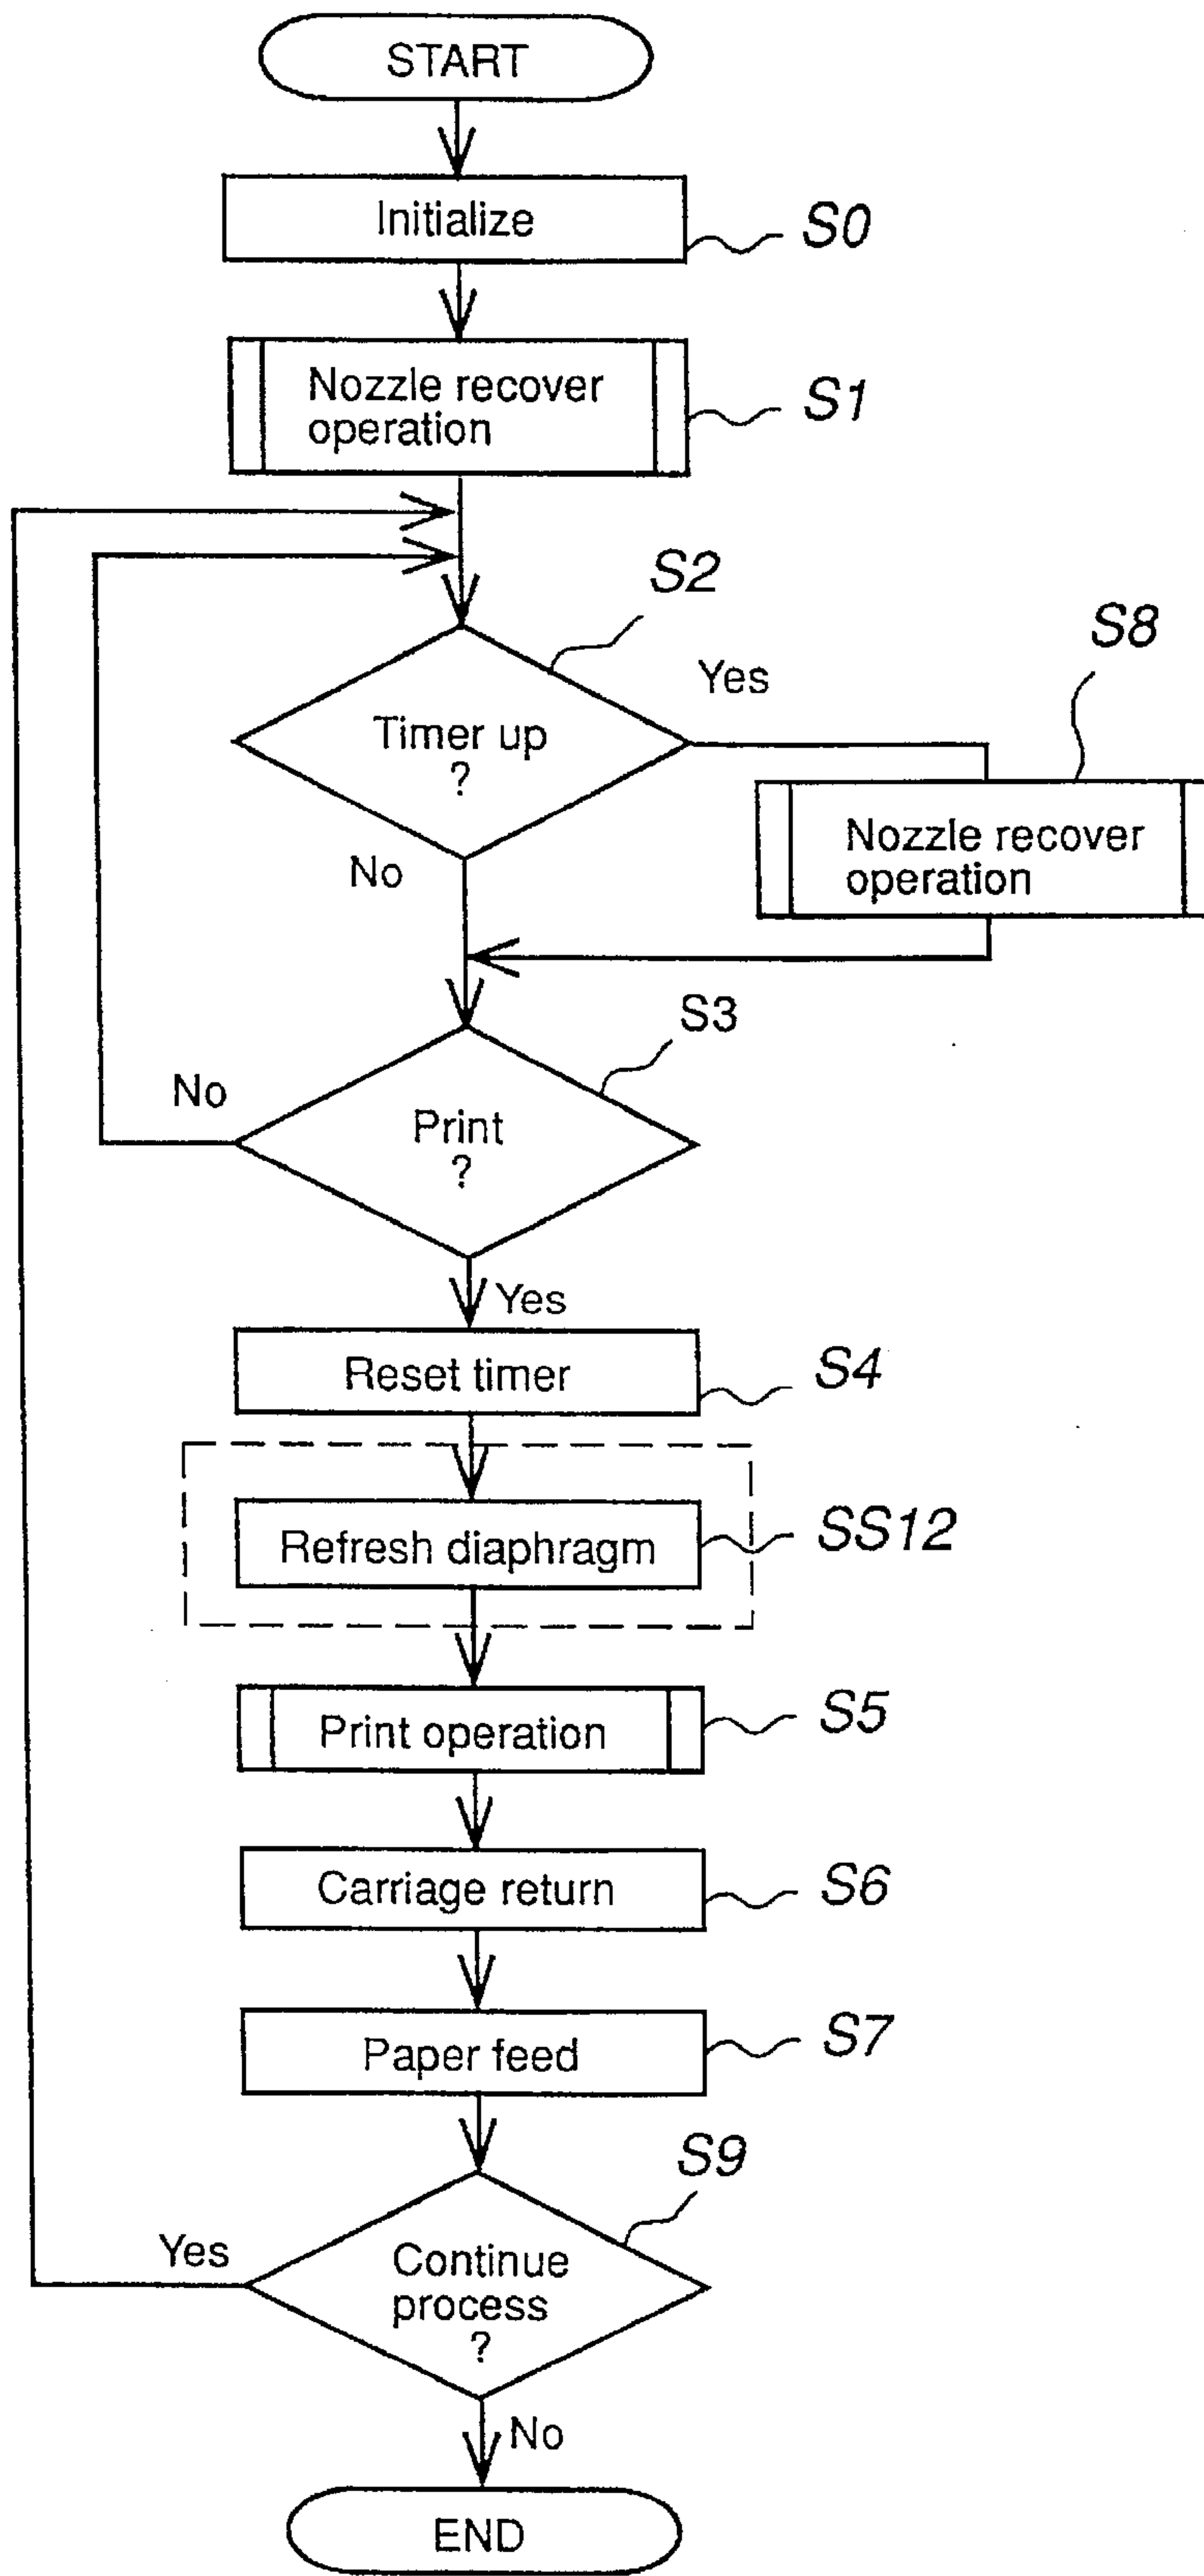 START
Initialize
S0
Nozzle recover
operation
S1
S2
Timer up
?
Yes
No
S8
Nozzle recover
operation
S3
Print
?
No
Yes
Reset timer
S4
Refresh diaphragm
SS12
Print operation
S5
Carriage return
S6
Paper feed
S7
S9
Continue
process
?
Yes
No
END